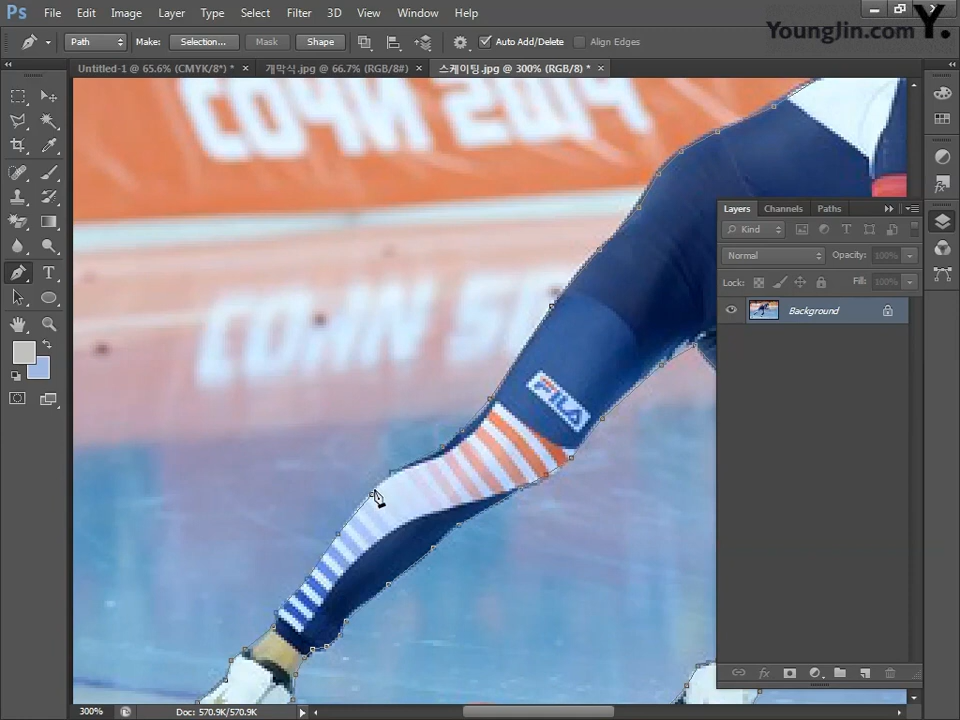 Ps File Edit Image Layer Type Select Filter 3D View Window Help
Path Make: Selection... Mask Shape Auto Add/Delete Align Edges
YoungJin.com Y.
Untitled-1 @ 65.6% (CMYK/8*) * × 개막식.jpg @ 66.7% (RGB/8#) × 스케이팅.jpg @ 300% (RGB/8) * ×
FILA
Layers Channels Paths
Kind
Normal Opacity: 100%
Lock: Fill: 100%
Background
fx
300% Doc: 570.9K/570.9K